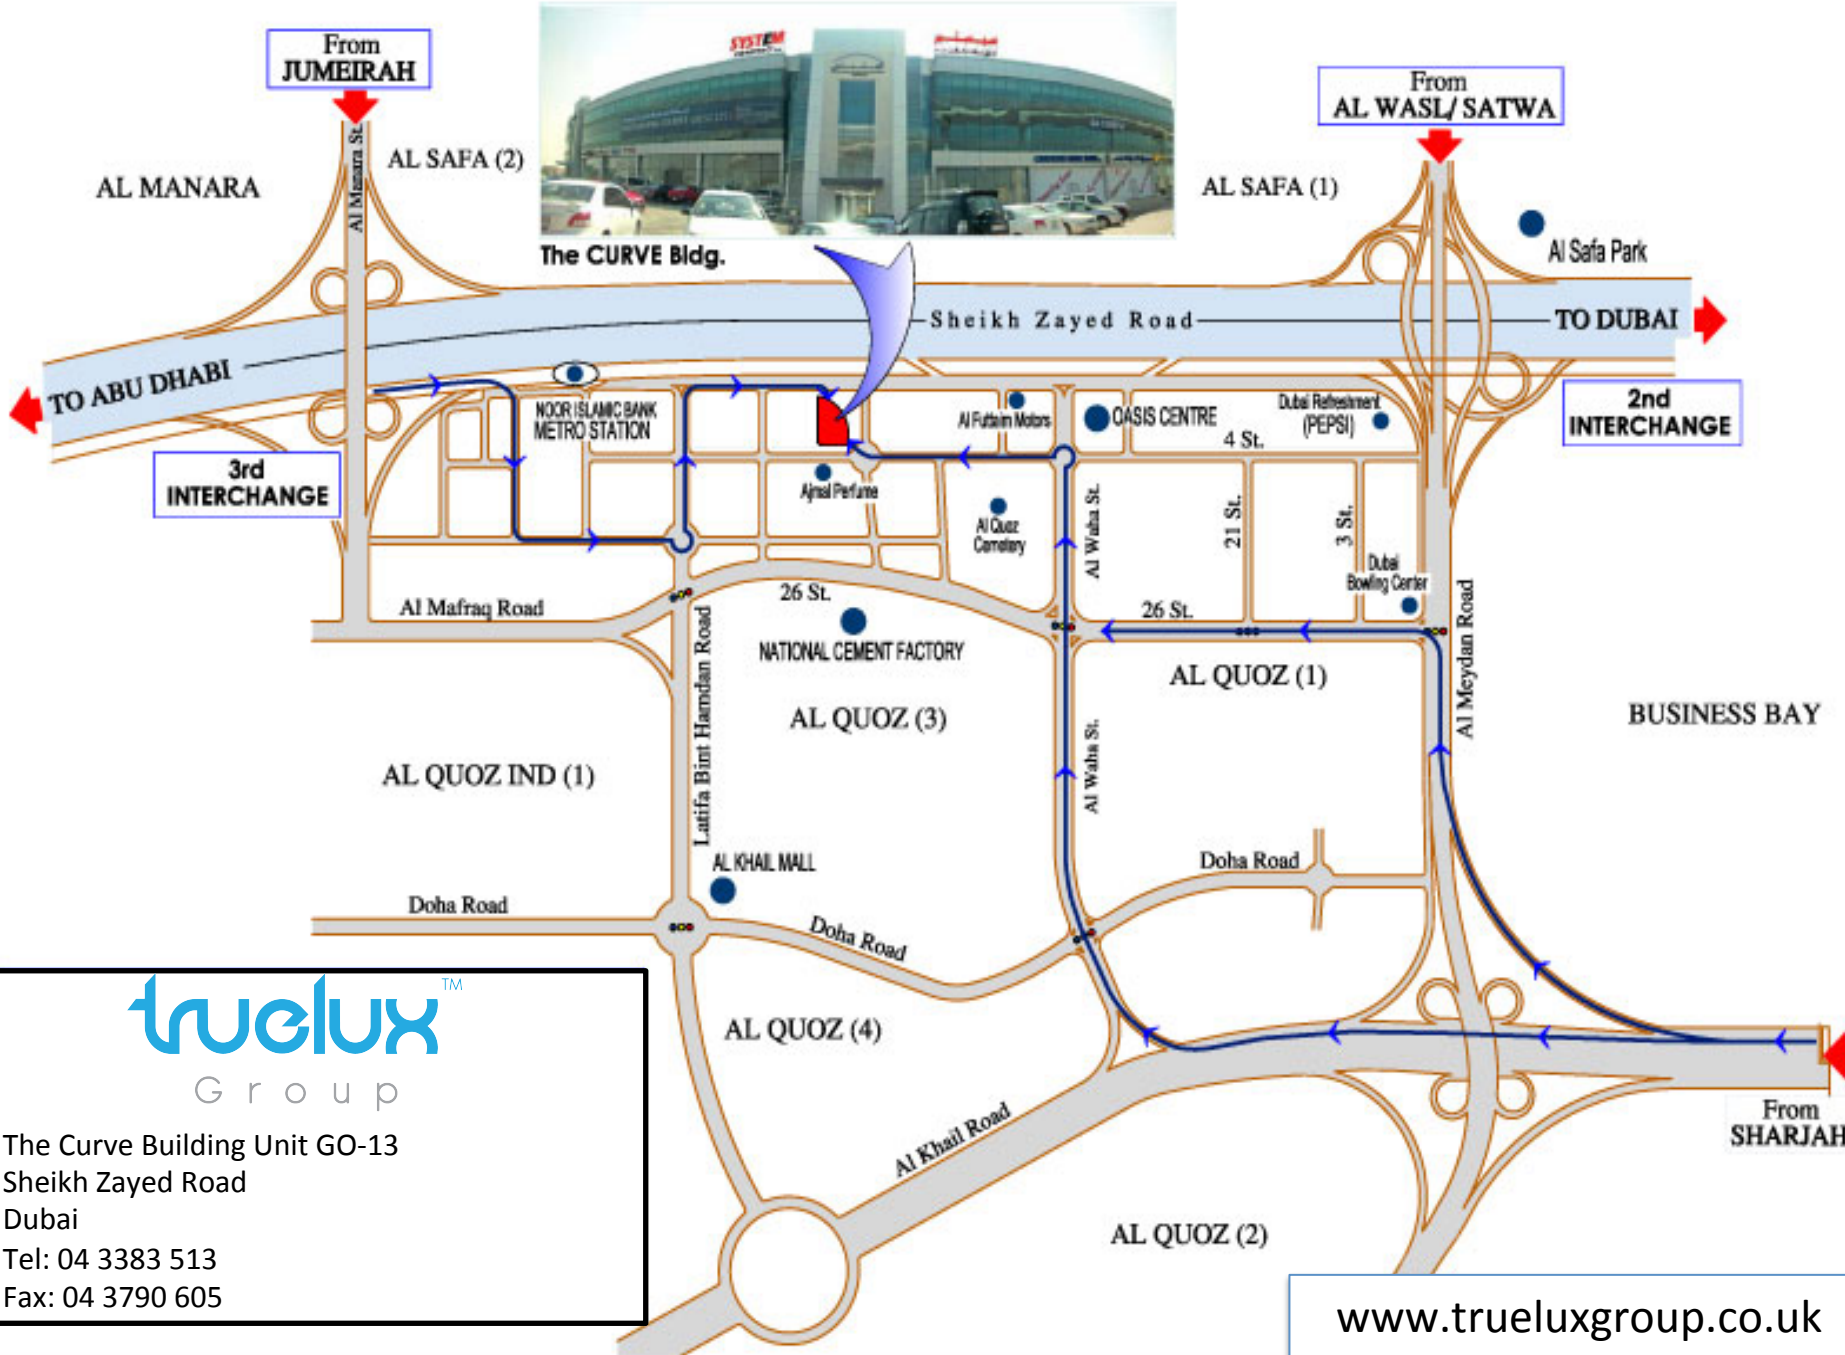 From
JUMEIRAH
SYSTEM
From
AL WASL/ SATWA
Al Manara St.
AL SAFA (2)
AL MANARA
AL SAFA (1)
Al Safa Park
The CURVE Bldg.
Sheikh Zayed Road
TO DUBAI
TO ABU DHABI
NOOR ISLAMIC BANK
METRO STATION
Al Futtaim Motors
OASIS CENTRE
Dubai Refreshment
(PEPSI)
4 St.
2nd
INTERCHANGE
3rd
INTERCHANGE
Ajmal Perfume
Al Quoz
Cemetery
Al Waha St.
21 St.
3 St.
Dubai
Bowling Center
Al Mafraq Road
26 St.
26 St.
NATIONAL CEMENT FACTORY
Latifa Bint Hamdan Road
AL QUOZ (1)
Al Meydan Road
AL QUOZ (3)
BUSINESS BAY
AL QUOZ IND (1)
Al Waha St.
AL KHAIL MALL
Doha Road
Doha Road
Doha Road
AL QUOZ (4)
Al Khail Road
From
SHARJAH
AL QUOZ (2)
truelux TM
Group
The Curve Building Unit GO-13
Sheikh Zayed Road
Dubai
Tel: 04 3383 513
Fax: 04 3790 605
www.trueluxgroup.co.uk